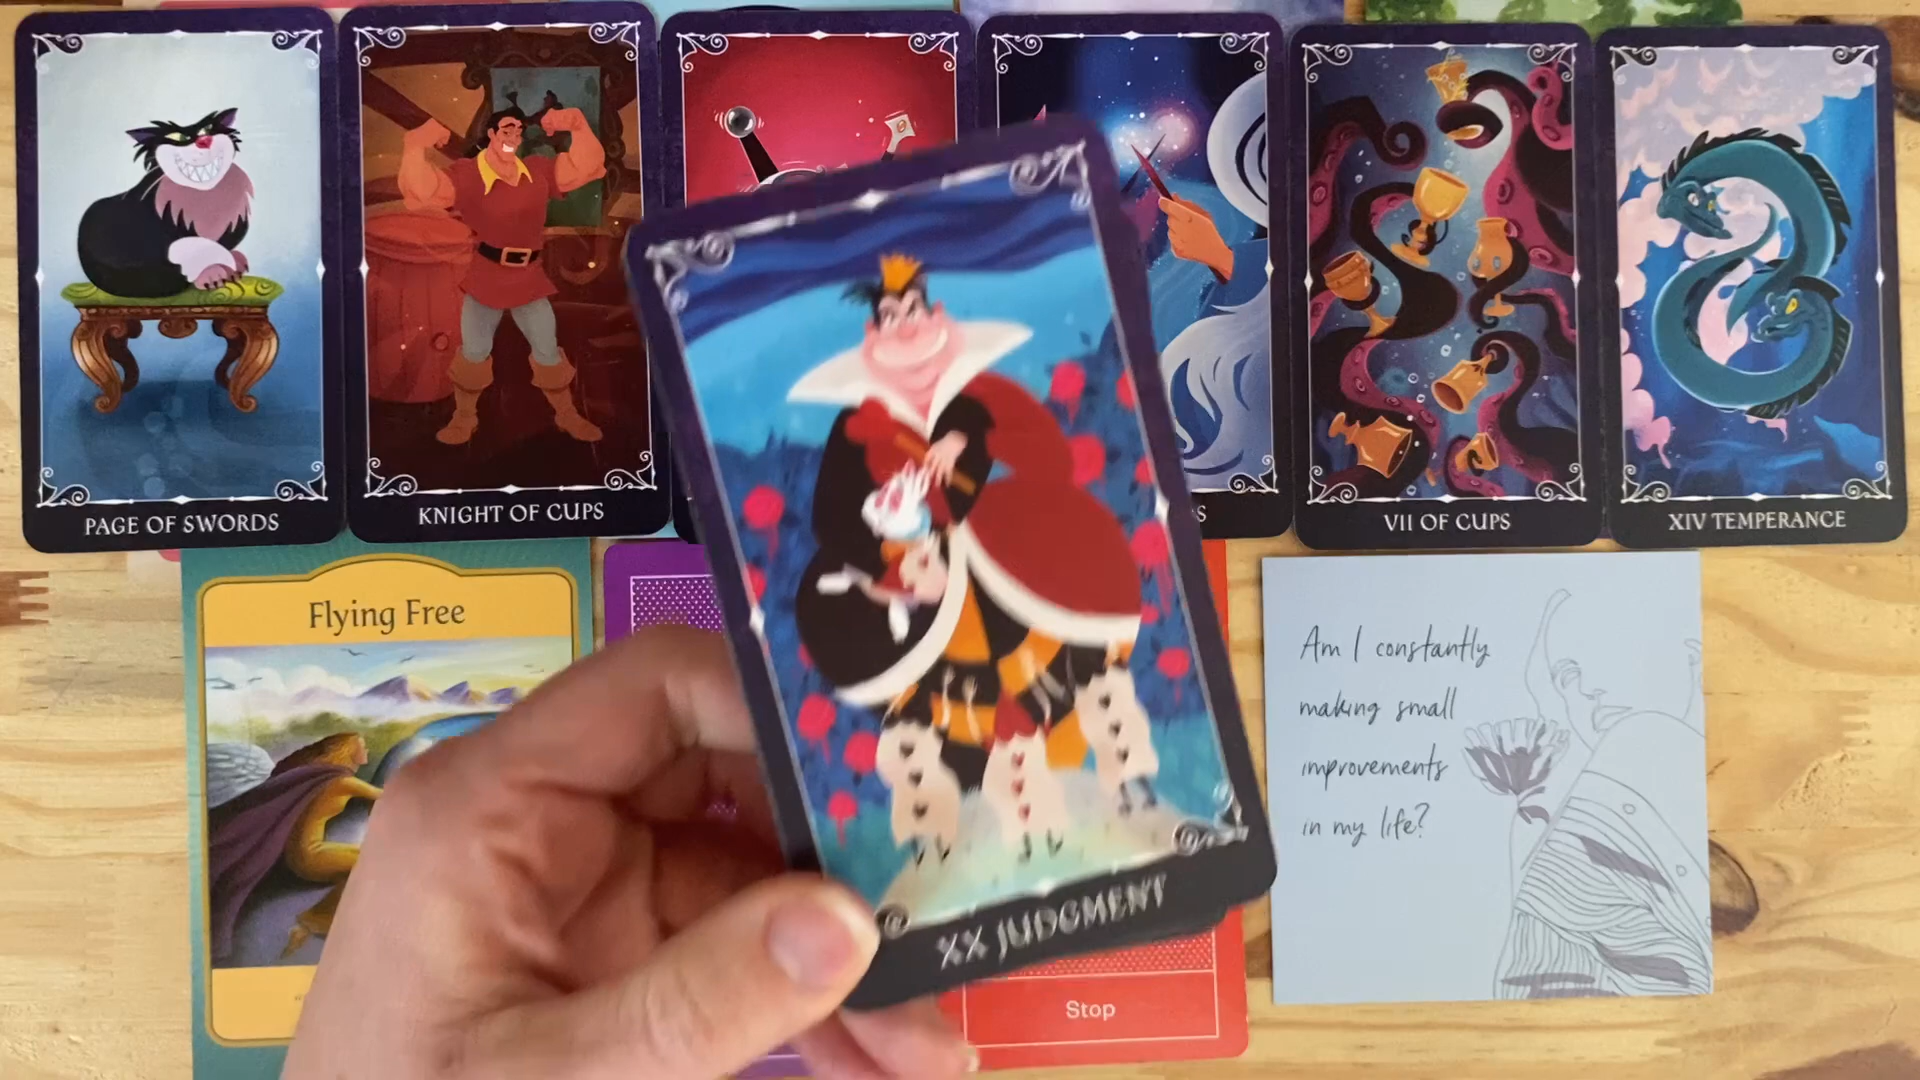 PAGE OF SWORDS
KNIGHT OF CUPS
S
VII OF CUPS
XIV TEMPERANCE
Flying Free
XX JUDGMENT
Stop
Am I constantly
making small
improvements
in my life?